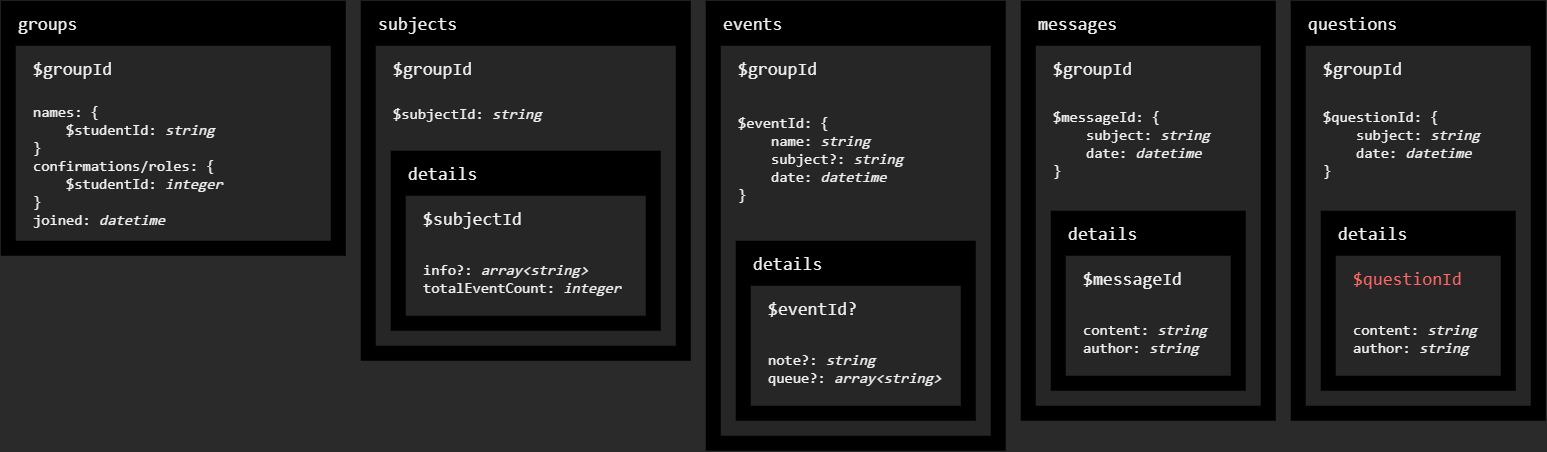 groups
$groupId
names: {
$studentId: string
}
confirmations/roles: {
$studentId: integer
}
joined: datetime
subjects
$groupId
$subjectId: string
details
$subjectId
info?: array<string>
totalEventCount: integer
events
$groupId
$eventId: {
name: string
subject?: string
date: datetime
}
details
$eventId?
note?: string
queue?: array<string>
messages
$groupId
$messageId: {
subject: string
date: datetime
}
details
$messageId
content: string
author: string
questions
$groupId
$questionId: {
subject: string
date: datetime
}
details
$questionId
content: string
author: string